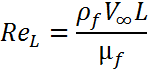 Re_L = ρ_f V_∞ L / μ_f